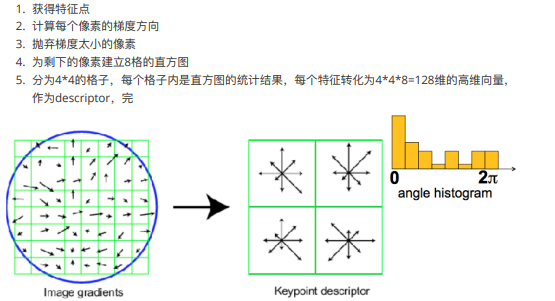 1. 获得特征点
2. 计算每个像素的梯度方向
3. 抛弃梯度太小的像素
4. 为剩下的像素建立8格的直方图
5. 分为4*4的格子，每个格子内是直方图的统计结果，每个特征转化为4*4*8=128维的高维向量，
作为descriptor，完
0 2π
angle histogram
Image gradients
Keypoint descriptor